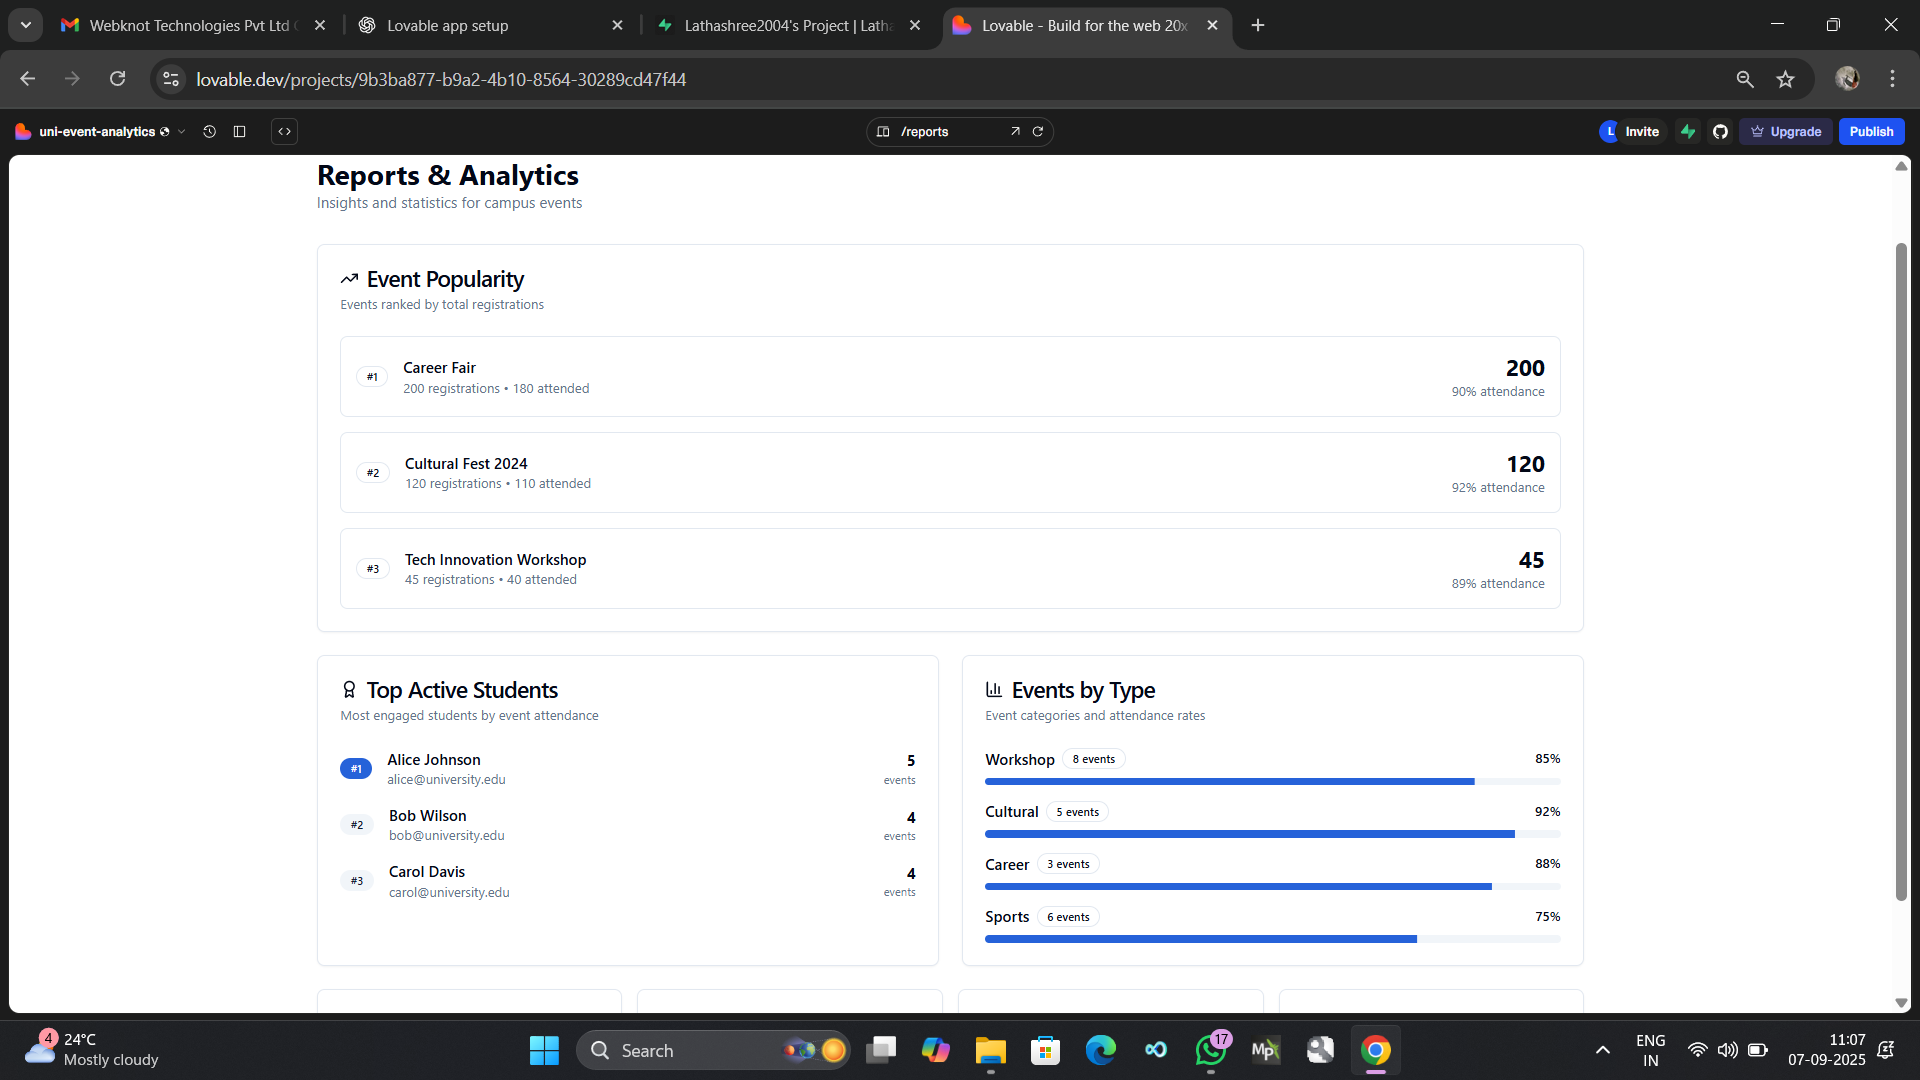 Webknot Technologies Pvt Ltd
Lovable app setup
Lathashree2004's Project | Latha
Lovable - Build for the web 20x
lovable.dev/projects/9b3ba877-b9a2-4b10-8564-30289cd47f44
uni-event-analytics
/reports
L
Invite
Upgrade
Publish
Reports & Analytics
Insights and statistics for campus events
Event Popularity
Events ranked by total registrations
#1
Career Fair
200 registrations • 180 attended
200
90% attendance
#2
Cultural Fest 2024
120 registrations • 110 attended
120
92% attendance
#3
Tech Innovation Workshop
45 registrations • 40 attended
45
89% attendance
Top Active Students
Most engaged students by event attendance
#1
Alice Johnson
alice@university.edu
5
events
#2
Bob Wilson
bob@university.edu
4
events
#3
Carol Davis
carol@university.edu
4
events
Events by Type
Event categories and attendance rates
Workshop 8 events 85%
Cultural 5 events 92%
Career 3 events 88%
Sports 6 events 75%
4
24°C
Mostly cloudy
Search
17
Mp
ENG
IN
11:07
07-09-2025